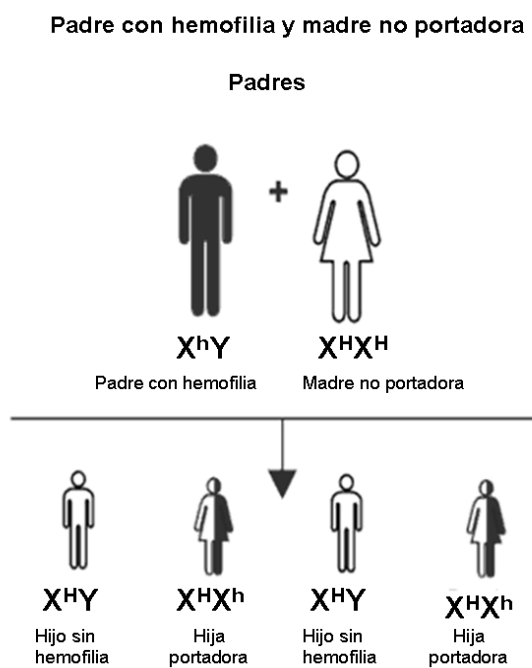 Padre con hemofilia y madre no portadora
Padres
+
XʰY XᴴXᴴ
Padre con hemofilia Madre no portadora
XᴴY XᴴXʰ XᴴY XᴴXʰ
Hijo sin Hija Hijo sin Hija
hemofilia portadora hemofilia portadora